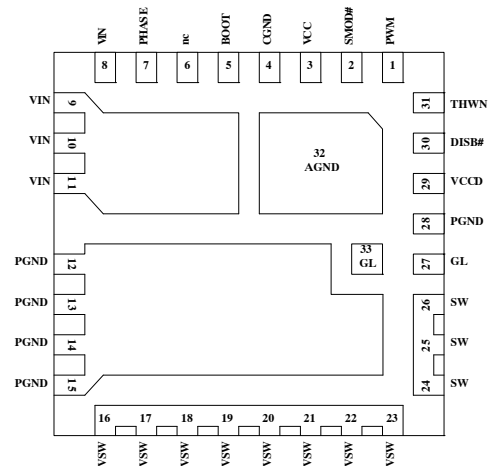 VIN PHASE nc BOOT CGND VCC SMOD# PWM
8 7 6 5 4 3 2 1
VIN 9
VIN 10
VIN 11
32
AGND
31 THWN
30 DISB#
29 VCCD
28 PGND
33
GL
27 GL
PGND 12
PGND 13
PGND 14
PGND 15
26 SW
25 SW
24 SW
16 17 18 19 20 21 22 23
VSW VSW VSW VSW VSW VSW VSW VSW